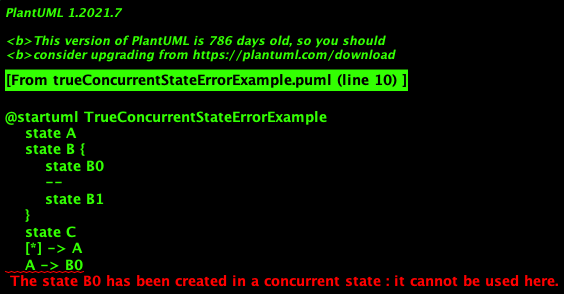 PlantUML 1.2021.7
<b>This version of PlantUML is 786 days old, so you should
<b>consider upgrading from https://plantuml.com/download
[From trueConcurrentStateErrorExample.puml (line 10) ]
@startuml TrueConcurrentStateErrorExample
state A
state B {
state B0
--
state B1
}
state C
[*] -> A
A -> B0
The state B0 has been created in a concurrent state : it cannot be used here.